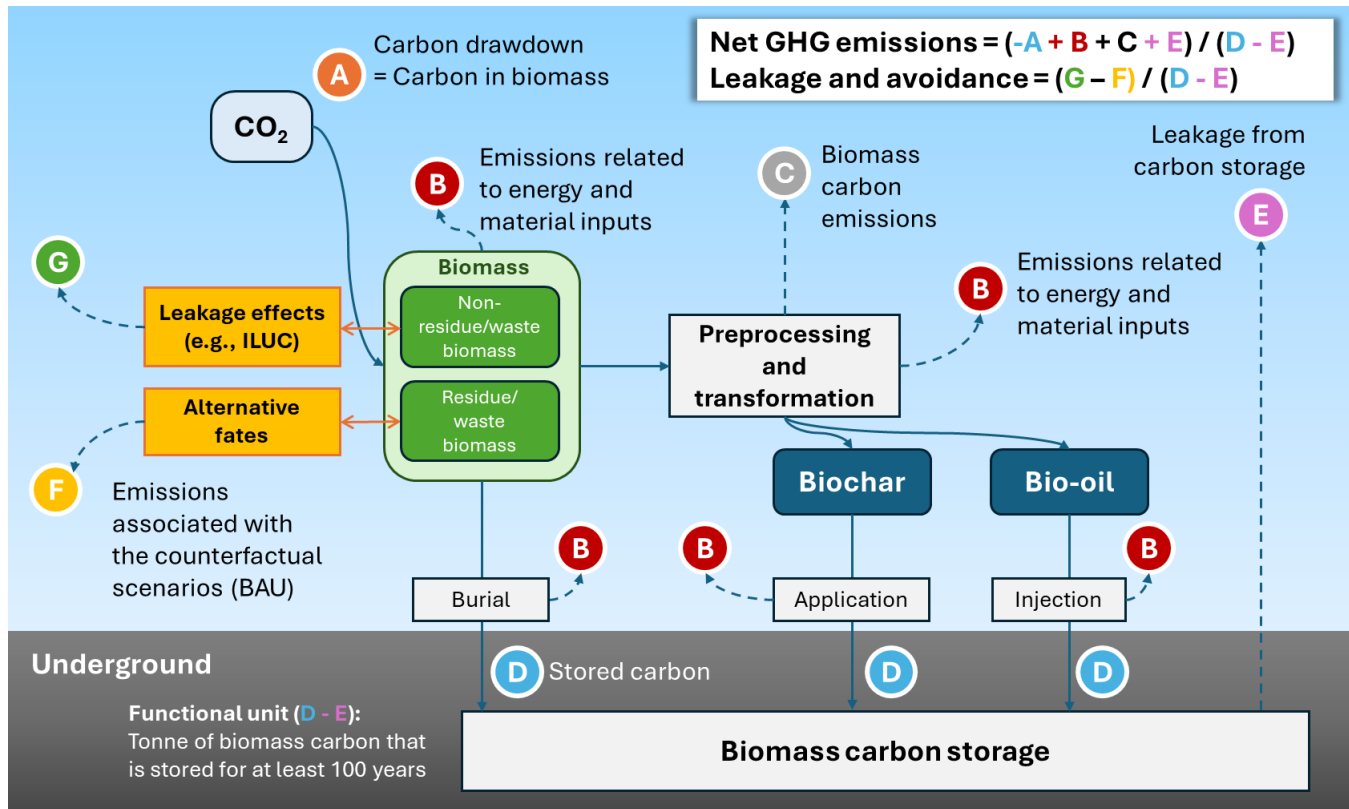 Net GHG emissions = (-A + B + C + E) / (D - E)
Leakage and avoidance = (G – F) / (D - E)
A
Carbon drawdown
= Carbon in biomass
CO₂
B
Emissions related
to energy and
material inputs
C
Biomass
carbon
emissions
Leakage from
carbon storage
E
G
Leakage effects
(e.g., ILUC)
Biomass
Non-
residue/waste
biomass
Residue/
waste
biomass
Alternative
fates
F
Emissions
associated with
the counterfactual
scenarios (BAU)
Preprocessing
and
transformation
B
Emissions related
to energy and
material inputs
Biochar
Bio-oil
B
B
B
Burial
Application
Injection
Underground
D
Stored carbon
D
D
Functional unit (D - E):
Tonne of biomass carbon that
is stored for at least 100 years
Biomass carbon storage